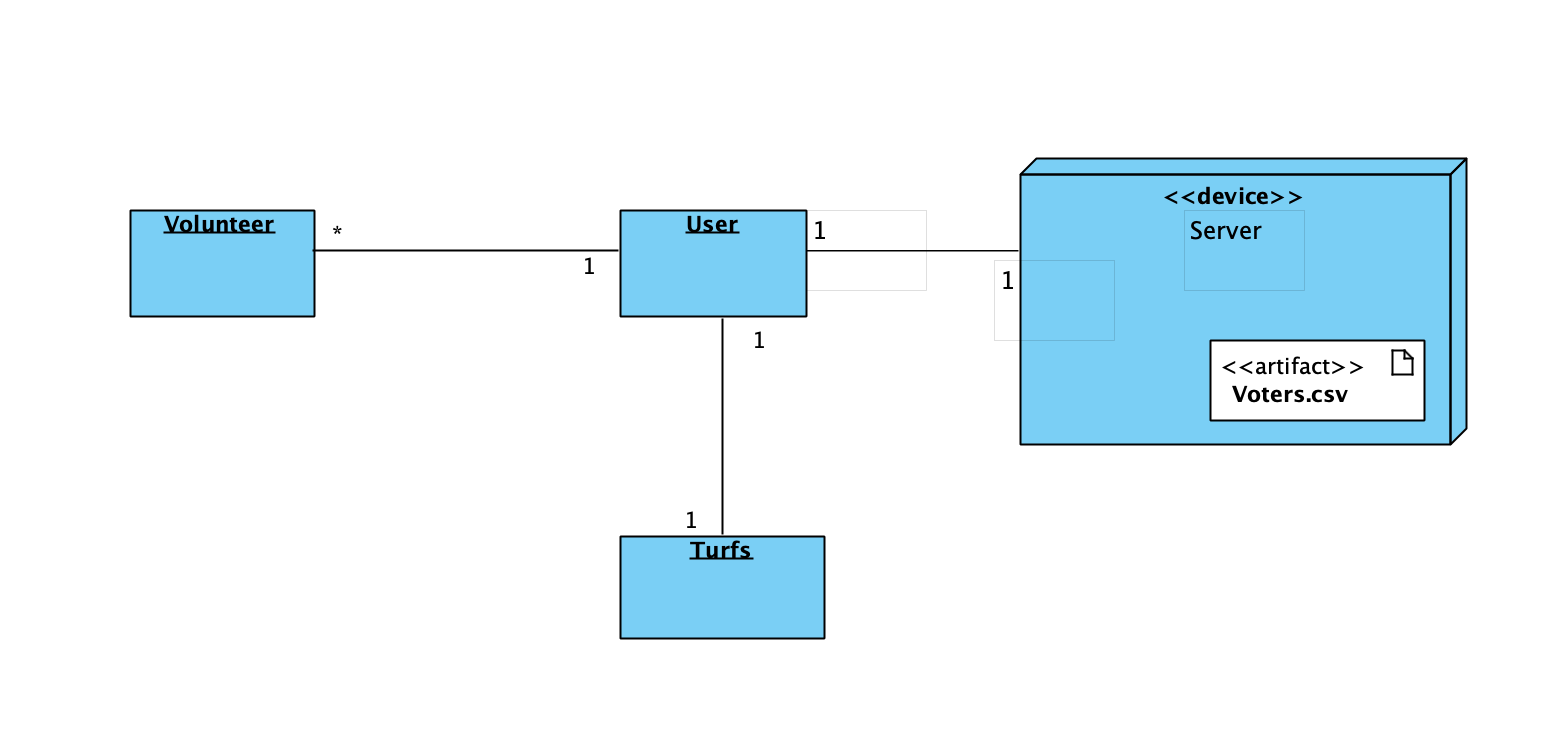 <<device>>
Volunteer
*
1
User
1
1
Server
1
<<artifact>>
Voters.csv
1
Turfs